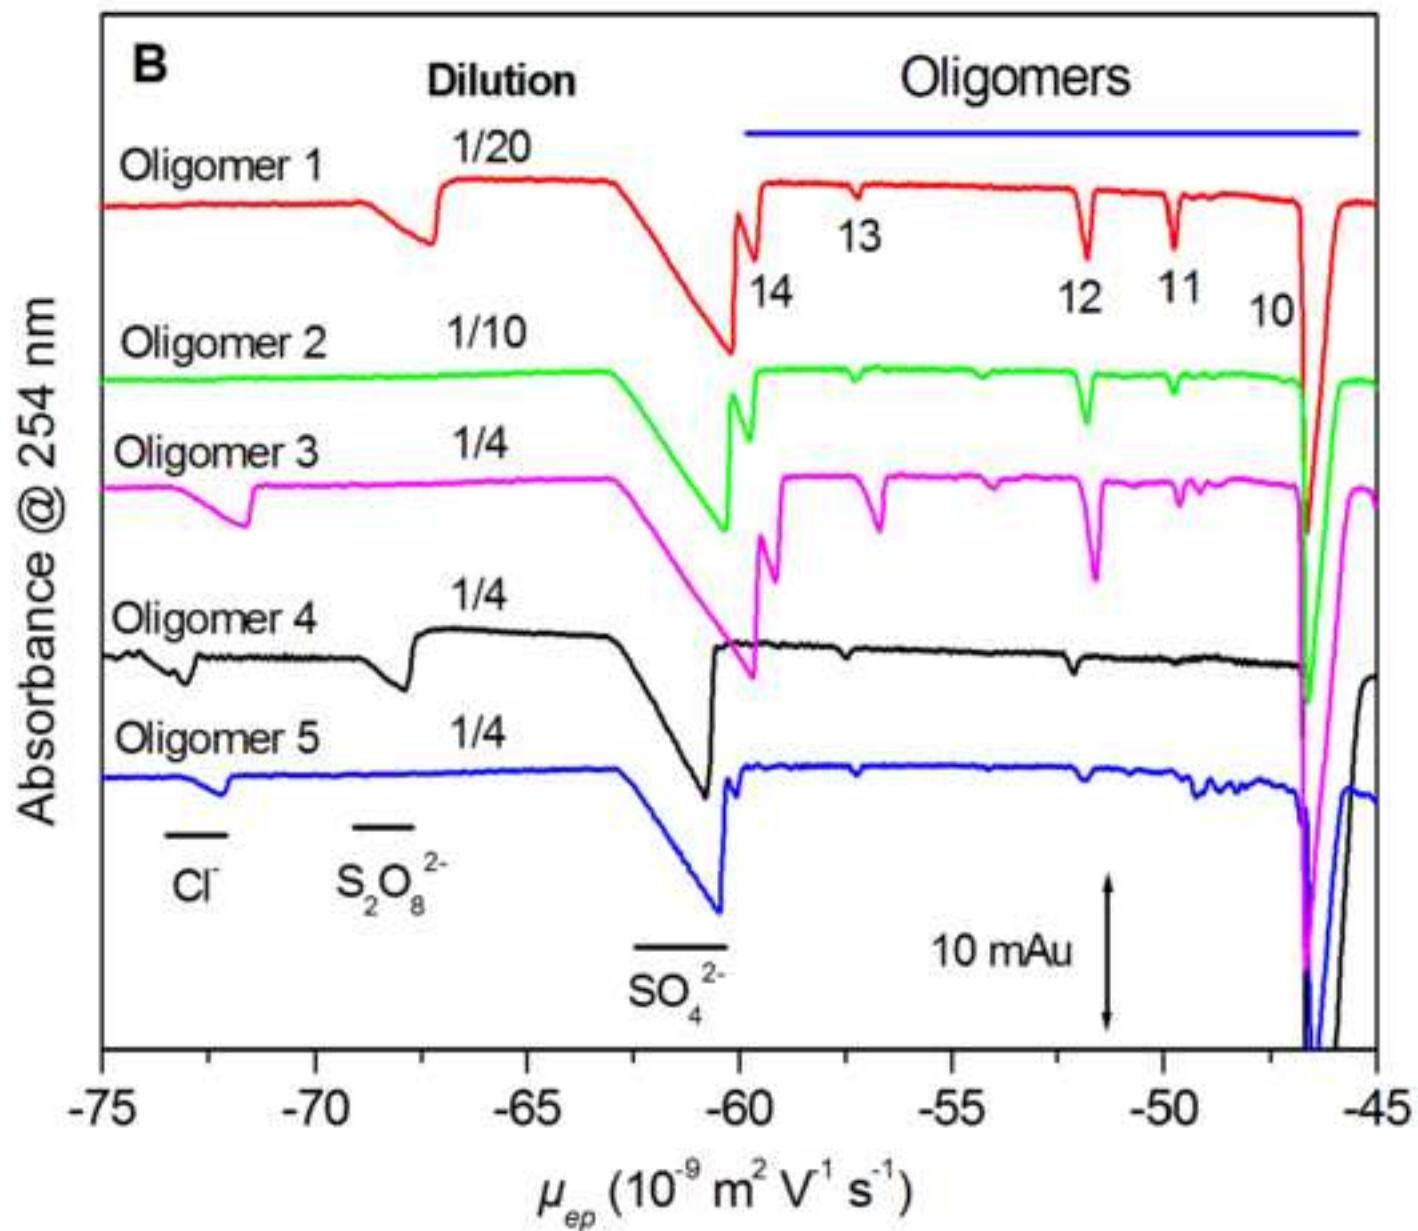 B
Dilution
Oligomers
Oligomer 1
1/20
13
14
12
11
10
Oligomer 2
1/10
Oligomer 3
1/4
Oligomer 4
1/4
Oligomer 5
1/4
Cl⁻
S₂O₈²⁻
SO₄²⁻
10 mAu
Absorbance @ 254 nm
-75 -70 -65 -60 -55 -50 -45
μₑₚ (10⁻⁹ m² V⁻¹ s⁻¹)